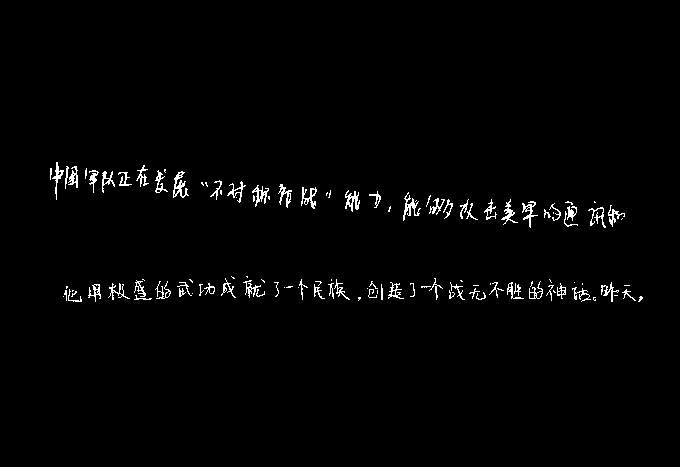 中国军队正在发展“不对称作战”能力,能够攻击美军的通讯和
他用极盛的武功成就了一个民族,创造了一个战无不胜的神话。昨天,